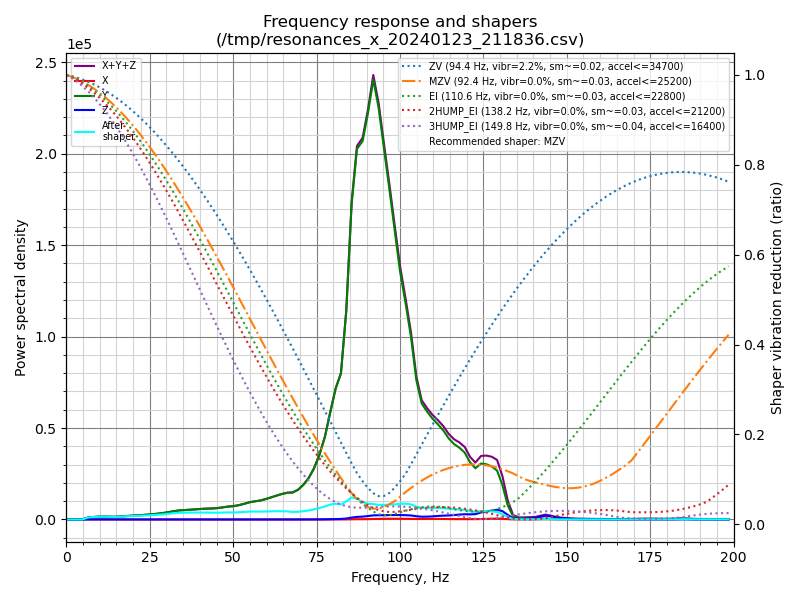 Frequency response and shapers
(/tmp/resonances_x_20240123_211836.csv)
1e5
X+Y+Z
X
Y
Z
After
shaper
ZV (94.4 Hz, vibr=2.2%, sm~=0.02, accel<=34700)
MZV (92.4 Hz, vibr=0.0%, sm~=0.03, accel<=25200)
EI (110.6 Hz, vibr=0.0%, sm~=0.03, accel<=22800)
2HUMP_EI (138.2 Hz, vibr=0.0%, sm~=0.03, accel<=21200)
3HUMP_EI (149.8 Hz, vibr=0.0%, sm~=0.04, accel<=16400)
Recommended shaper: MZV
2.5
2.0
1.5
1.0
0.5
0.0
Power spectral density
1.0
0.8
0.6
0.4
0.2
0.0
Shaper vibration reduction (ratio)
0 25 50 75 100 125 150 175 200
Frequency, Hz